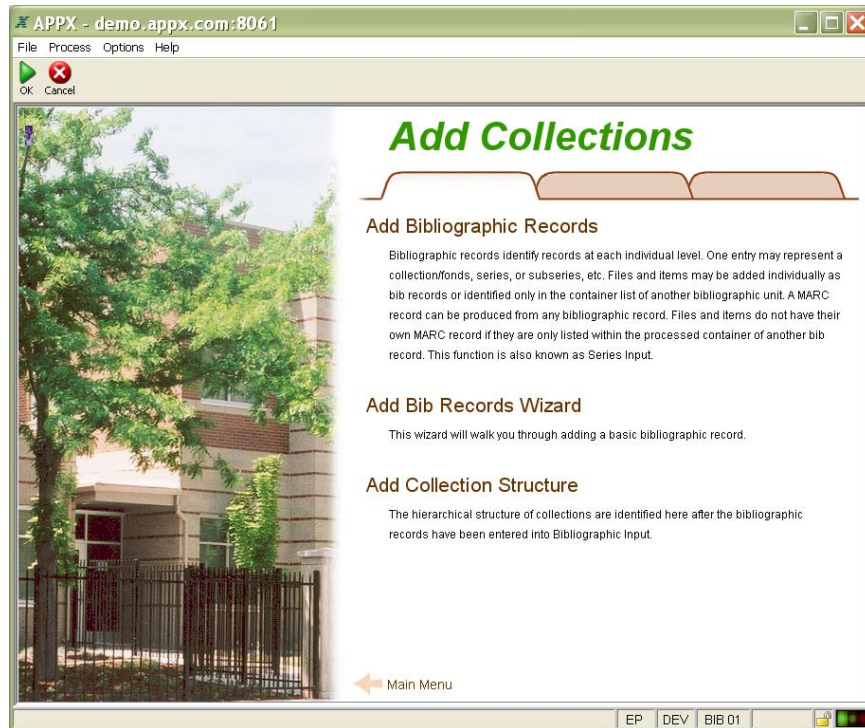 APPX - demo.appx.com:8061
File Process Options Help
OK Cancel
Add Collections
Add Bibliographic Records
Bibliographic records identify records at each individual level. One entry may represent a
collection/fonds, series, or subseries, etc. Files and items may be added individually as
bib records or identified only in the container list of another bibliographic unit. A MARC
record can be produced from any bibliographic record. Files and items do not have their
own MARC record if they are only listed within the processed container of another bib
record. This function is also known as Series Input.
Add Bib Records Wizard
This wizard will walk you through adding a basic bibliographic record.
Add Collection Structure
The hierarchical structure of collections are identified here after the bibliographic
records have been entered into Bibliographic Input.
Main Menu
EP DEV BIB 01